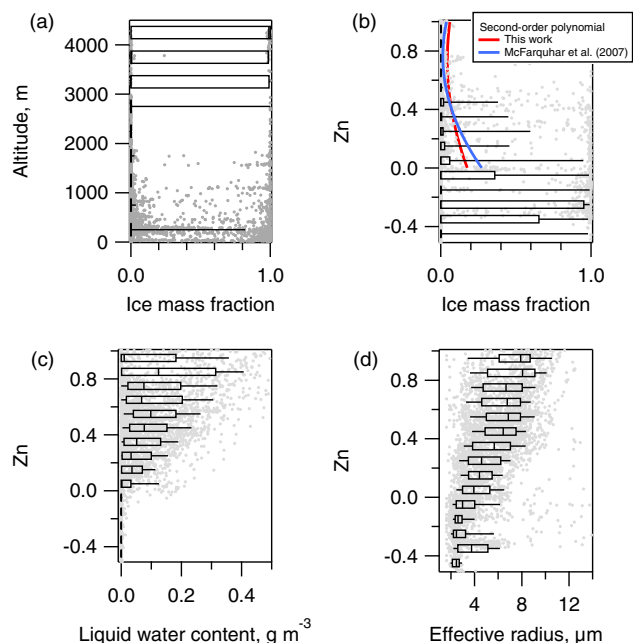 (a)
Altitude, m
4000
3000
2000
1000
0
0.0
1.0
Ice mass fraction
(b)
Zn
0.8
0.4
0.0
-0.4
0.0
1.0
Ice mass fraction
Second-order polynomial
This work
McFarquhar et al. (2007)
(c)
Zn
0.8
0.4
0.0
-0.4
0.0
0.2
0.4
Liquid water content, g m⁻³
(d)
Zn
0.8
0.4
0.0
-0.4
4
8
12
Effective radius, µm